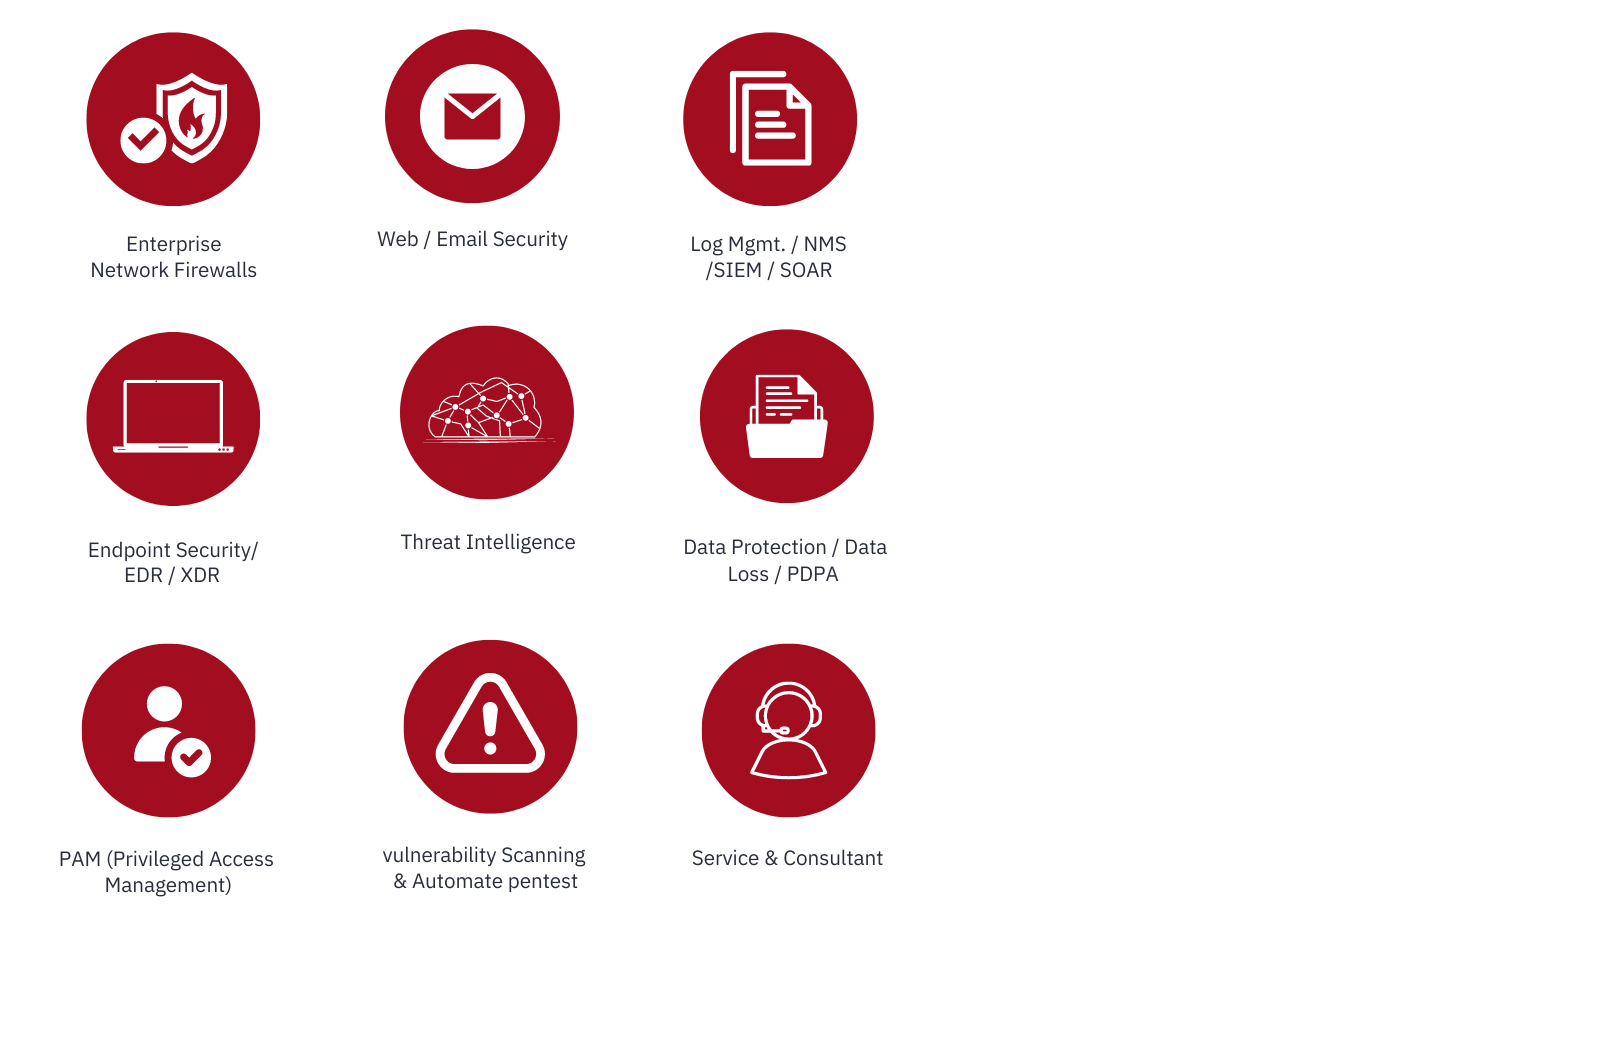 Enterprise
Network Firewalls
Web / Email Security
Log Mgmt. / NMS
/SIEM / SOAR
Endpoint Security/
EDR / XDR
Threat Intelligence
Data Protection / Data
Loss / PDPA
PAM (Privileged Access
Management)
vulnerability Scanning
& Automate pentest
Service & Consultant